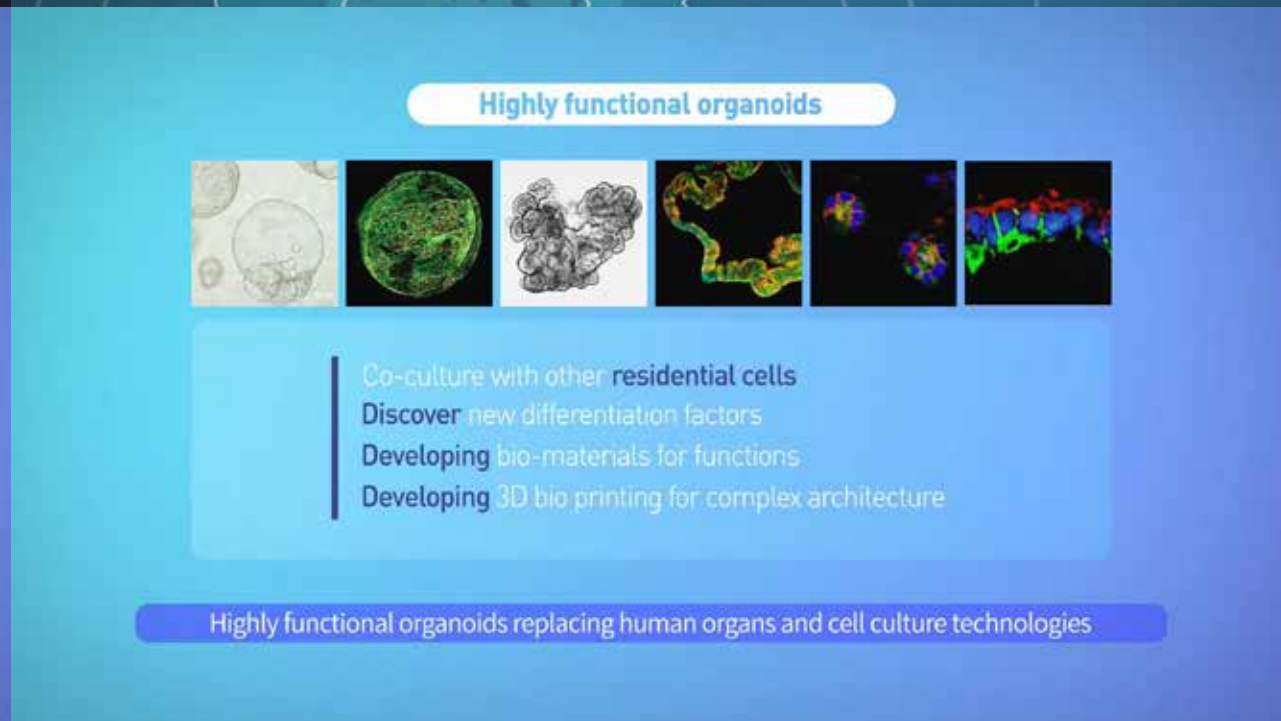 Highly functional organoids
Co-culture with other residential cells
Discover new differentiation factors
Developing bio-materials for functions
Developing 3D bio printing for complex architecture
Highly functional organoids replacing human organs and cell culture technologies